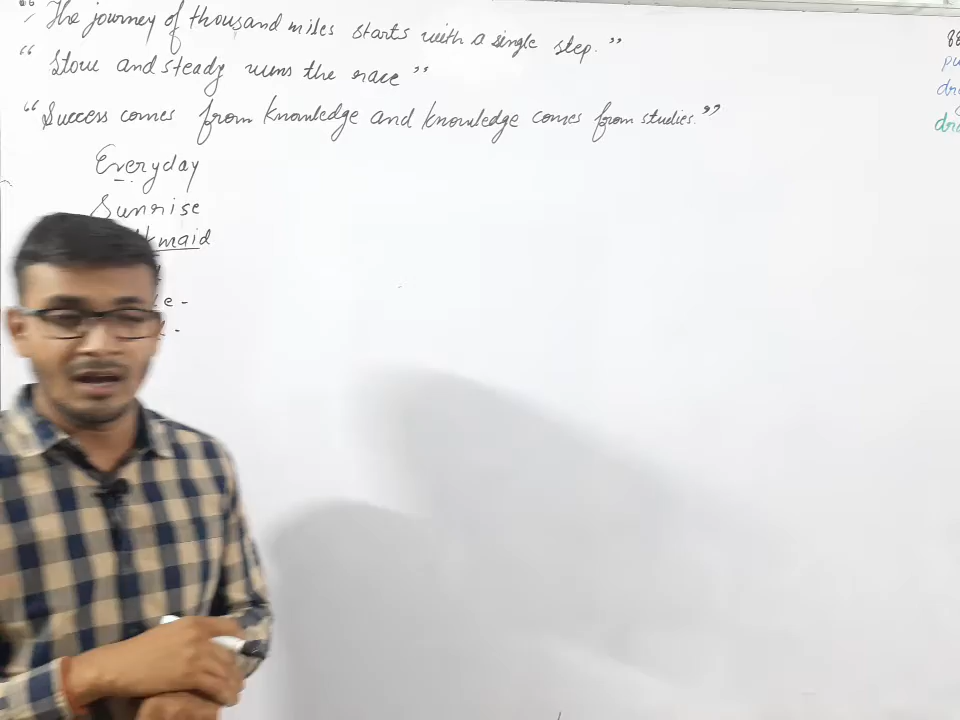 "The journey of thousand miles starts with a single step."
"Slow and steady wins the race"
"Success comes from knowledge and knowledge comes from studies."
Everyday
Sunrise
kmaid
e -